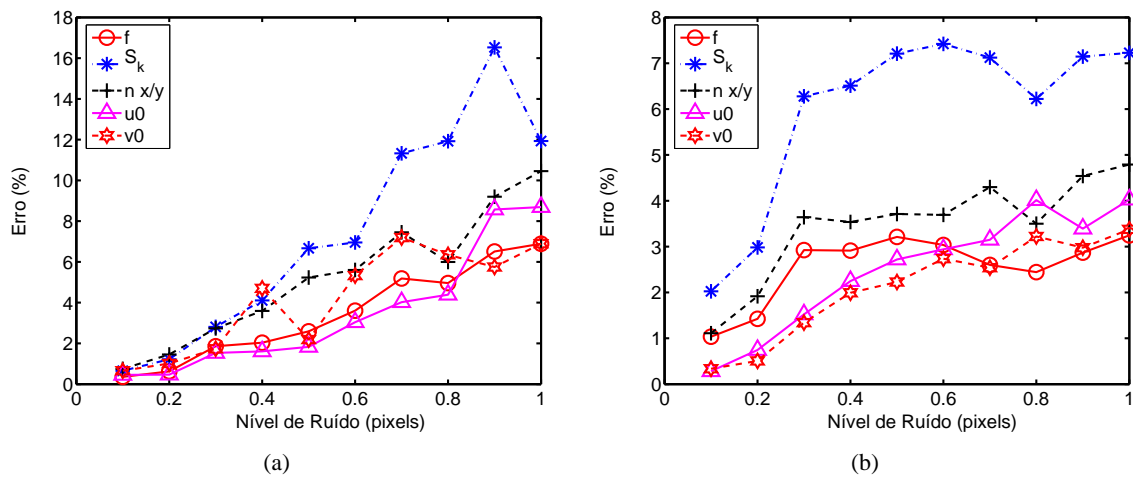 18
16
14
12
10
8
6
4
2
0
Erro (%)
f
S_k
n x/y
u0
v0
0 0.2 0.4 0.6 0.8 1
Nível de Ruído (pixels)
(a)
8
7
6
5
4
3
2
1
0
Erro (%)
f
S_k
n x/y
u0
v0
0 0.2 0.4 0.6 0.8 1
Nível de Ruído (pixels)
(b)